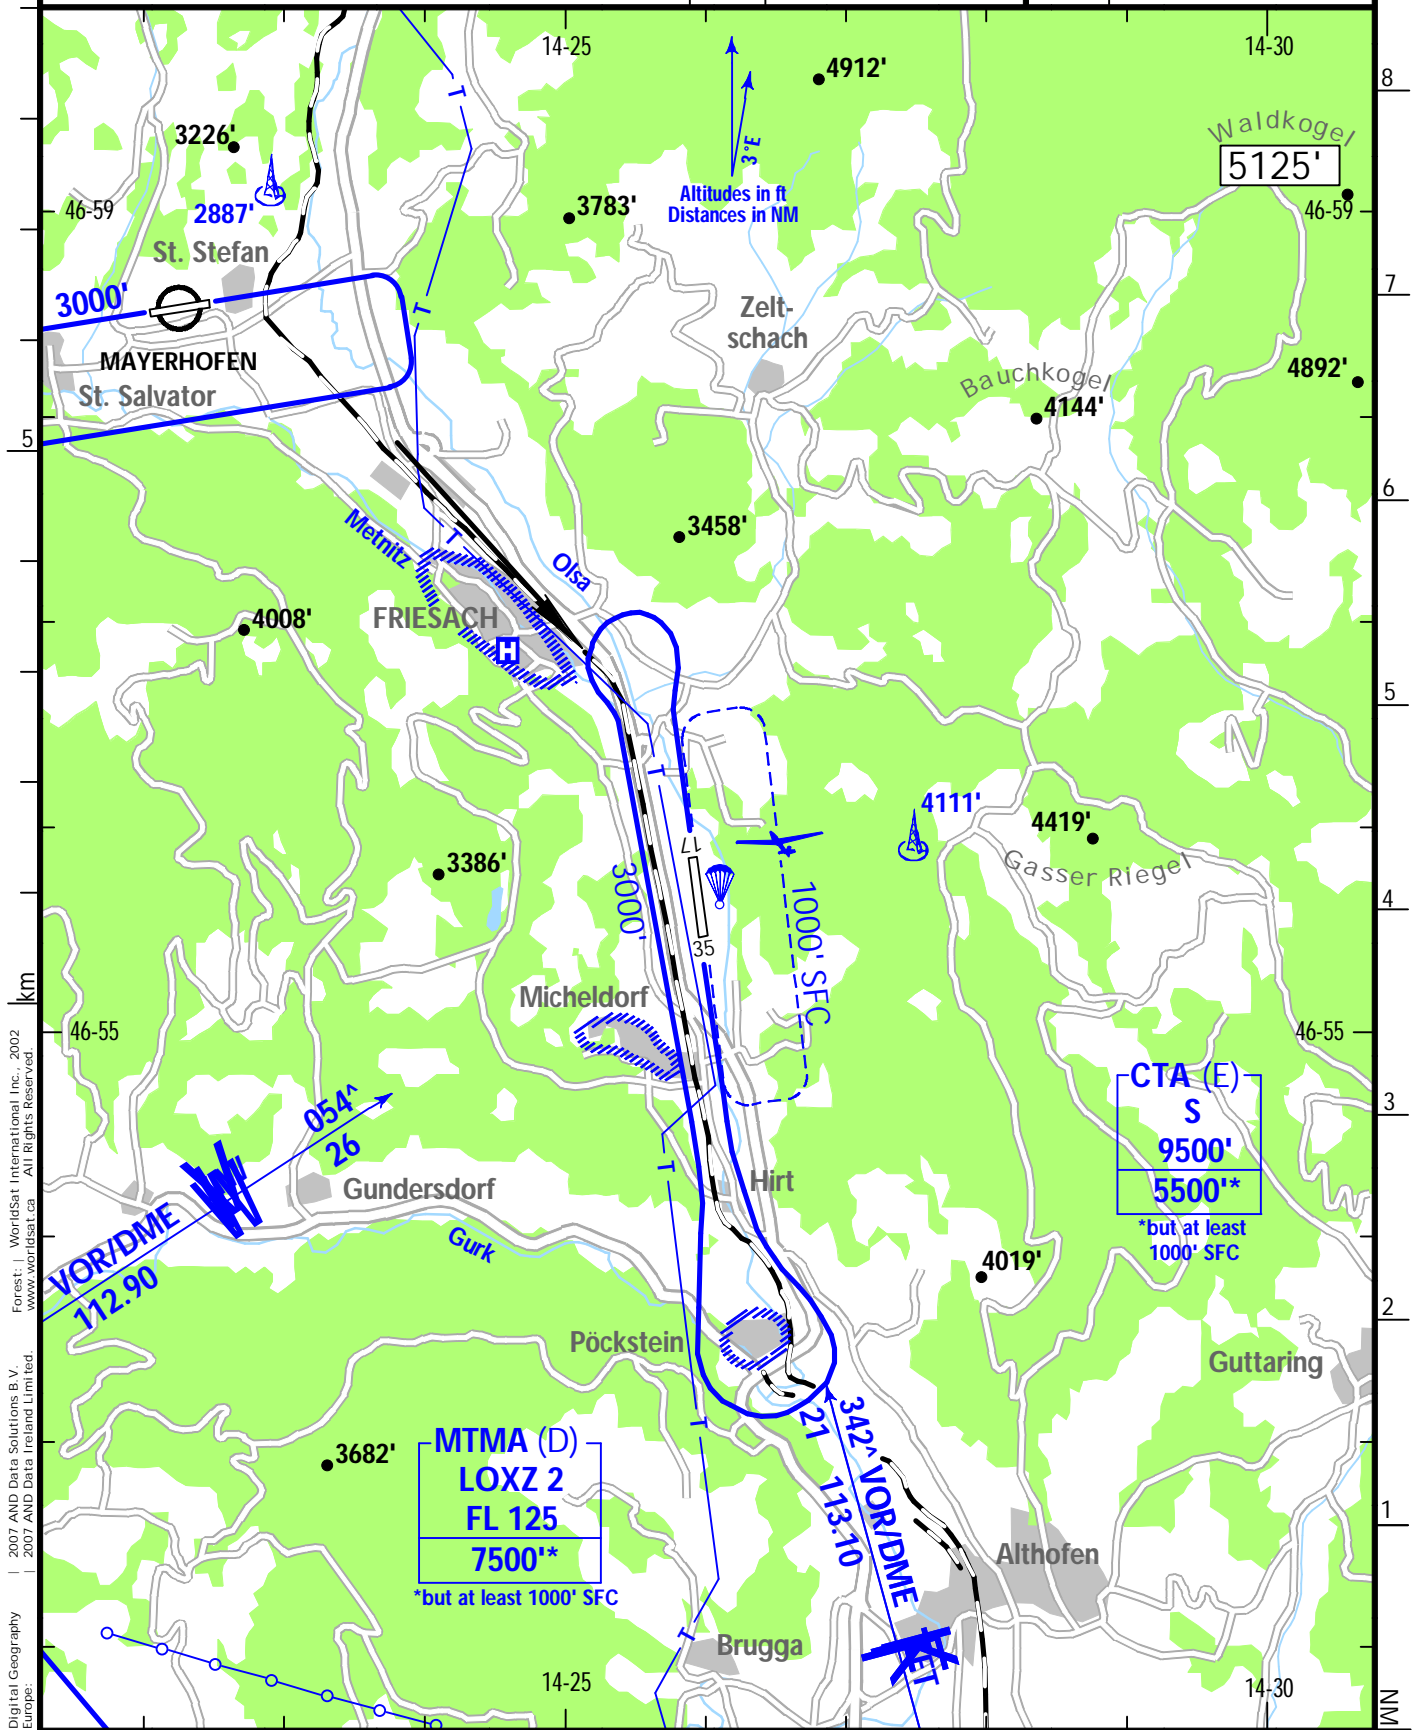 14-25
14-30
4912'
8
T
3226'
3°E
Waldkogel
5125'
Altitudes in ft
Distances in NM
2887'
3783'
46-59
46-59
St. Stefan
3000'
T
7
Zelt-
schach
MAYERHOFEN
St. Salvator
Bauchkogel
4892'
4144'
5
6
Metnitz
T
3458'
Olsa
4008'
FRIESACH
H
5
T
4111'
4419'
17
3386'
3000'
1000' SFC
Gasser Riegel
4
35
km
Micheldorf
46-55
46-55
CTA (E)
S
9500'
5500'*
*but at least
1000' SFC
054^
26
3
T
Gundersdorf
Hirt
VOR/DME
112.90
Gurk
4019'
2
Pöckstein
Guttaring
T
21
342^ VOR/DME
113.10
MTMA (D)
LOXZ 2
FL 125
7500'*
*but at least 1000' SFC
3682'
1
Althofen
T
Brugga
14-25
14-30
NM
Digital Geography | 2007 AND Data Solutions B.V. Forest: | WorldSat International Inc., 2002
Europe: | 2007 AND Data Ireland Limited. www.worldsat.ca All Rights Reserved.